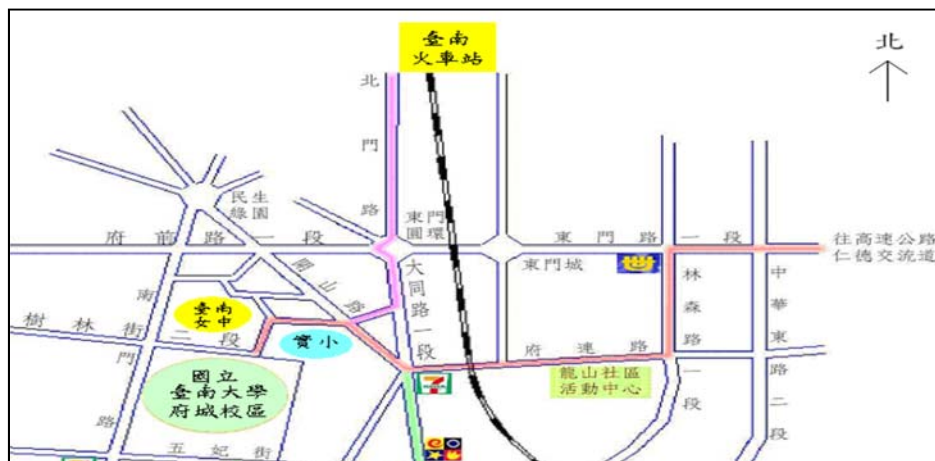 臺南
火車站
北
北門路
民生
綠園
東門
圓環
府前路一段
東門路一段
往高速公路
仁德交流道
東門城
開山路
大同路一段
林森路一段
中華東路二段
南門路
臺南
女中
樹林街二段
實小
府連路
國立
臺南大學
府城校區
7
龍山社區
活動中心
五妃街